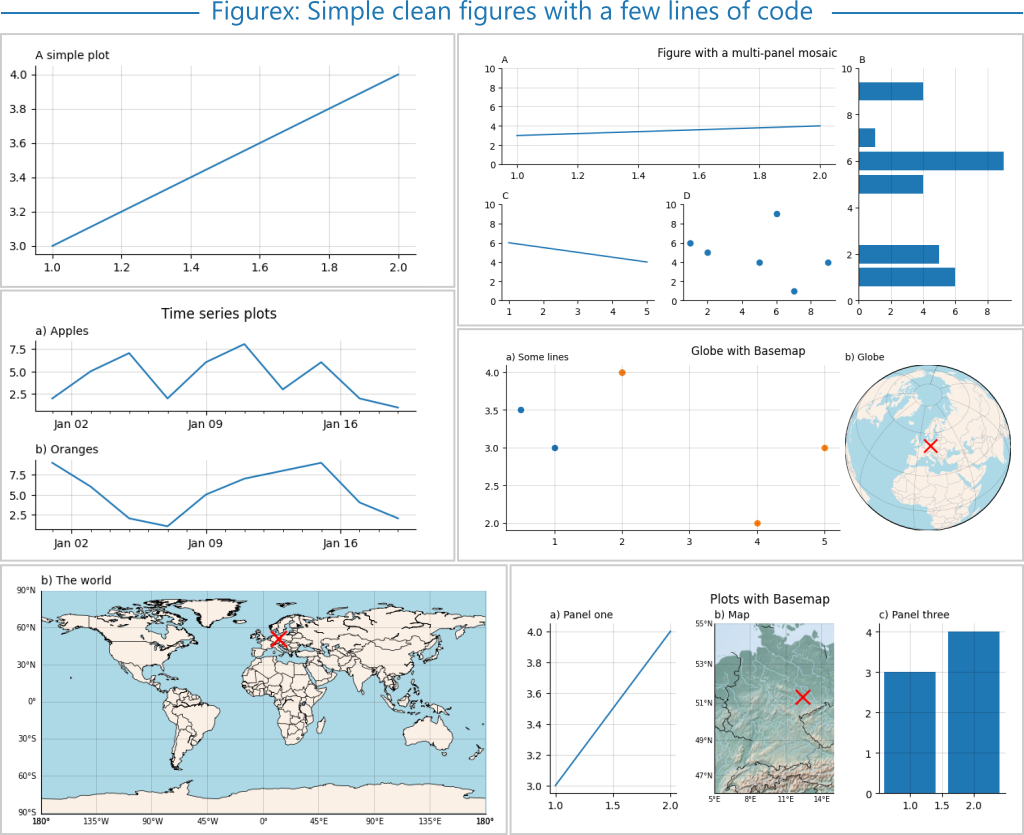 Figurex: Simple clean figures with a few lines of code
A simple plot
4.0
3.8
3.6
3.4
3.2
3.0
1.0 1.2 1.4 1.6 1.8 2.0
Figure with a multi-panel mosaic
A
10
8
6
4
2
0
1.0 1.2 1.4 1.6 1.8 2.0
B
10
8
6
4
2
0
0 2 4 6 8
C
10
8
6
4
2
0
1 2 3 4 5
D
10
8
6
4
2
0
2 4 6 8
Time series plots
a) Apples
7.5
5.0
2.5
Jan 02 Jan 09 Jan 16
b) Oranges
7.5
5.0
2.5
Jan 02 Jan 09 Jan 16
Globe with Basemap
a) Some lines
4.0
3.5
3.0
2.5
2.0
1 2 3 4 5
b) Globe
b) The world
90°N
60°N
30°N
0°
30°S
60°S
90°S
180° 135°W 90°W 45°W 0° 45°E 90°E 135°E 180°
Plots with Basemap
a) Panel one
4.0
3.8
3.6
3.4
3.2
3.0
1.0 1.5 2.0
b) Map
55°N
53°N
51°N
49°N
47°N
5°E 8°E 11°E 14°E
c) Panel three
4
3
2
1
0
1.0 1.5 2.0